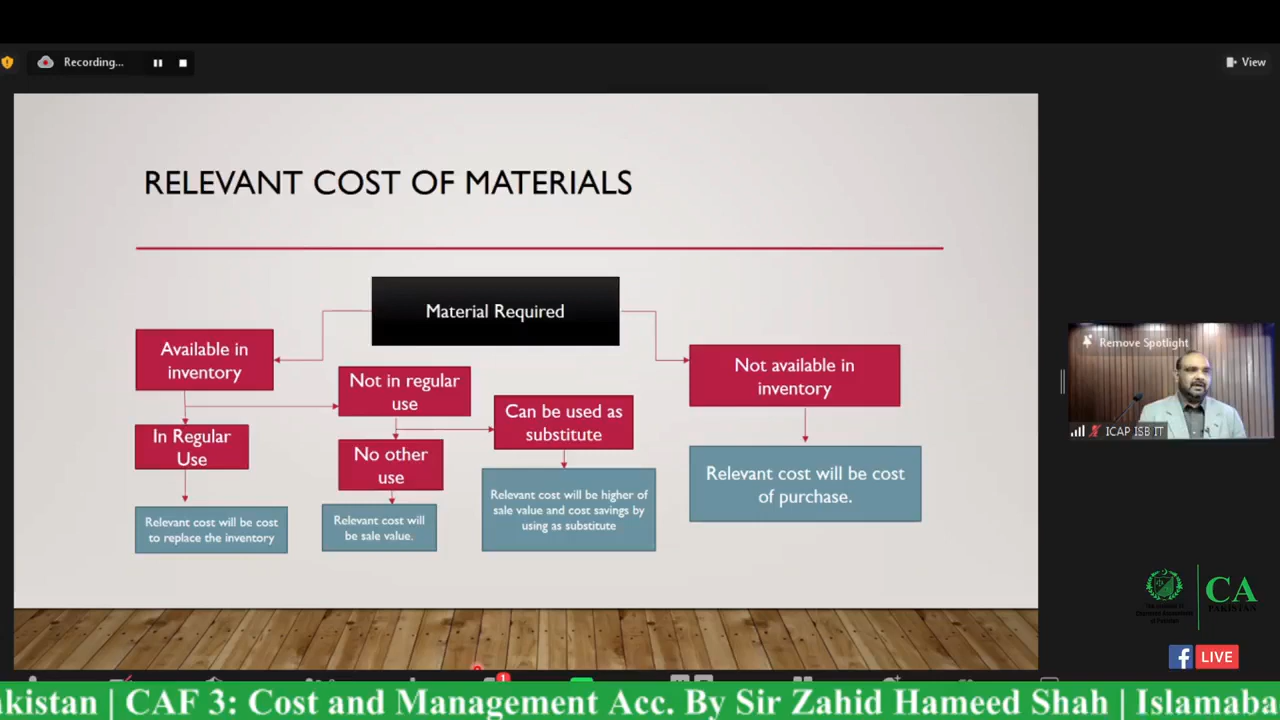 Recording...
View
RELEVANT COST OF MATERIALS
Material Required
Available in
inventory
Not in regular
use
Can be used as
substitute
Not available in
inventory
In Regular
Use
No other
use
Relevant cost will be cost
to replace the inventory
Relevant cost will
be sale value.
Relevant cost will be higher of
sale value and cost savings by
using as substitute
Relevant cost will be cost
of purchase.
Remove Spotlight
ICAP ISB IT
CA
PAKISTAN
LIVE
1
akistan | CAF 3: Cost and Management Acc. By Sir Zahid Hameed Shah | Islamaba